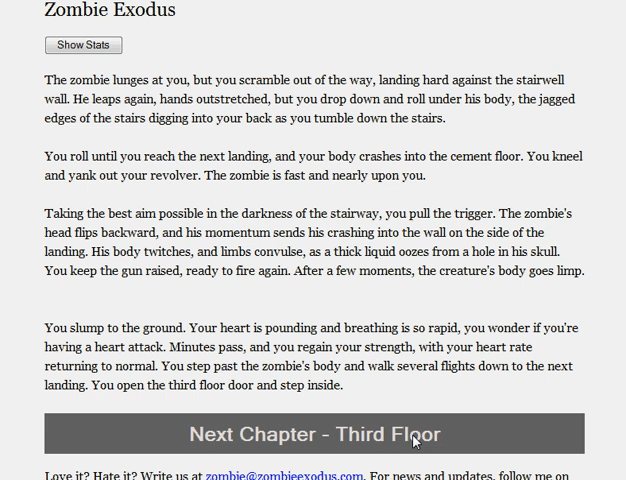 Zombie Exodus
Show Stats
The zombie lunges at you, but you scramble out of the way, landing hard against the stairwell
wall. He leaps again, hands outstretched, but you drop down and roll under his body, the jagged
edges of the stairs digging into your back as you tumble down the stairs.
You roll until you reach the next landing, and your body crashes into the cement floor. You kneel
and yank out your revolver. The zombie is fast and nearly upon you.
Taking the best aim possible in the darkness of the stairway, you pull the trigger. The zombie's
head flips backward, and his momentum sends his crashing into the wall on the side of the
landing. His body twitches, and limbs convulse, as a thick liquid oozes from a hole in his skull.
You keep the gun raised, ready to fire again. After a few moments, the creature's body goes limp.
You slump to the ground. Your heart is pounding and breathing is so rapid, you wonder if you're
having a heart attack. Minutes pass, and you regain your strength, with your heart rate
returning to normal. You step past the zombie's body and walk several flights down to the next
landing. You open the third floor door and step inside.
Next Chapter - Third Floor
Love it? Hate it? Write us at zombie@zombieexodus.com. For news and updates, follow me on